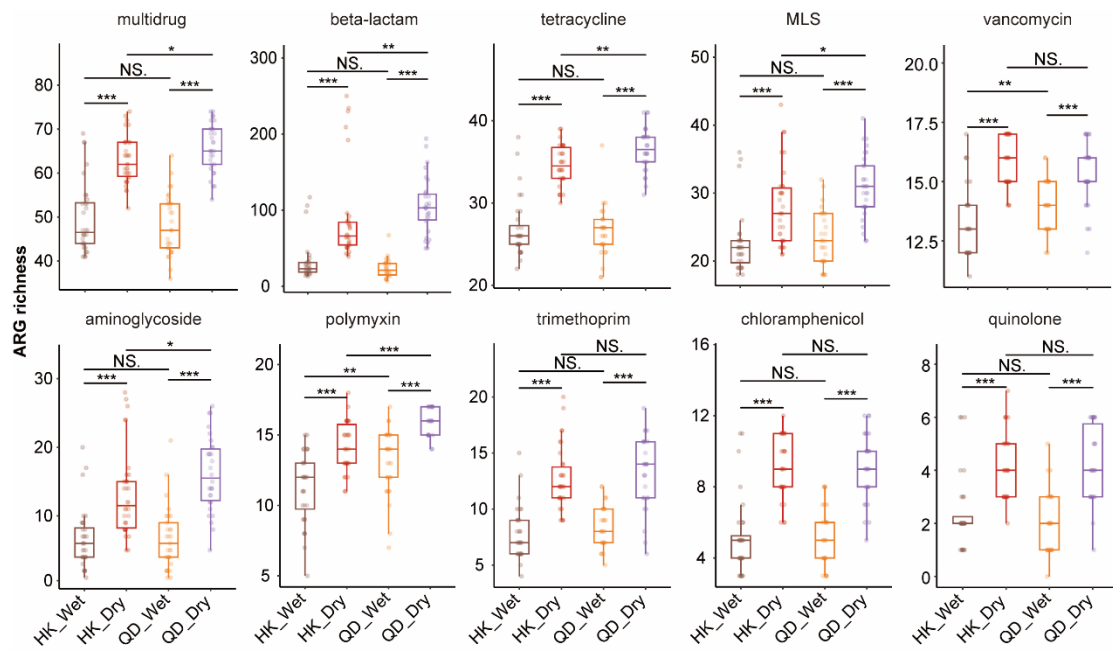 multidrug beta-lactam tetracycline MLS vancomycin
80 70 60 50 40
* NS. *** ***
300 200 100 0
** NS. *** ***
40 30 20
** NS. *** ***
50 40 30 20
* NS. *** ***
20.0 17.5 15.0 12.5
NS. ** *** ***
ARG richness
aminoglycoside polymyxin trimethoprim chloramphenicol quinolone
30 20 10 0
* NS. *** ***
20 15 10 5
*** ** *** ***
20 15 10 5
NS. NS. *** ***
16 12 8 4
NS. NS. *** ***
8 6 4 2 0
NS. NS. *** ***
HK_Wet HK_Dry QD_Wet QD_Dry
HK_Wet HK_Dry QD_Wet QD_Dry
HK_Wet HK_Dry QD_Wet QD_Dry
HK_Wet HK_Dry QD_Wet QD_Dry
HK_Wet HK_Dry QD_Wet QD_Dry